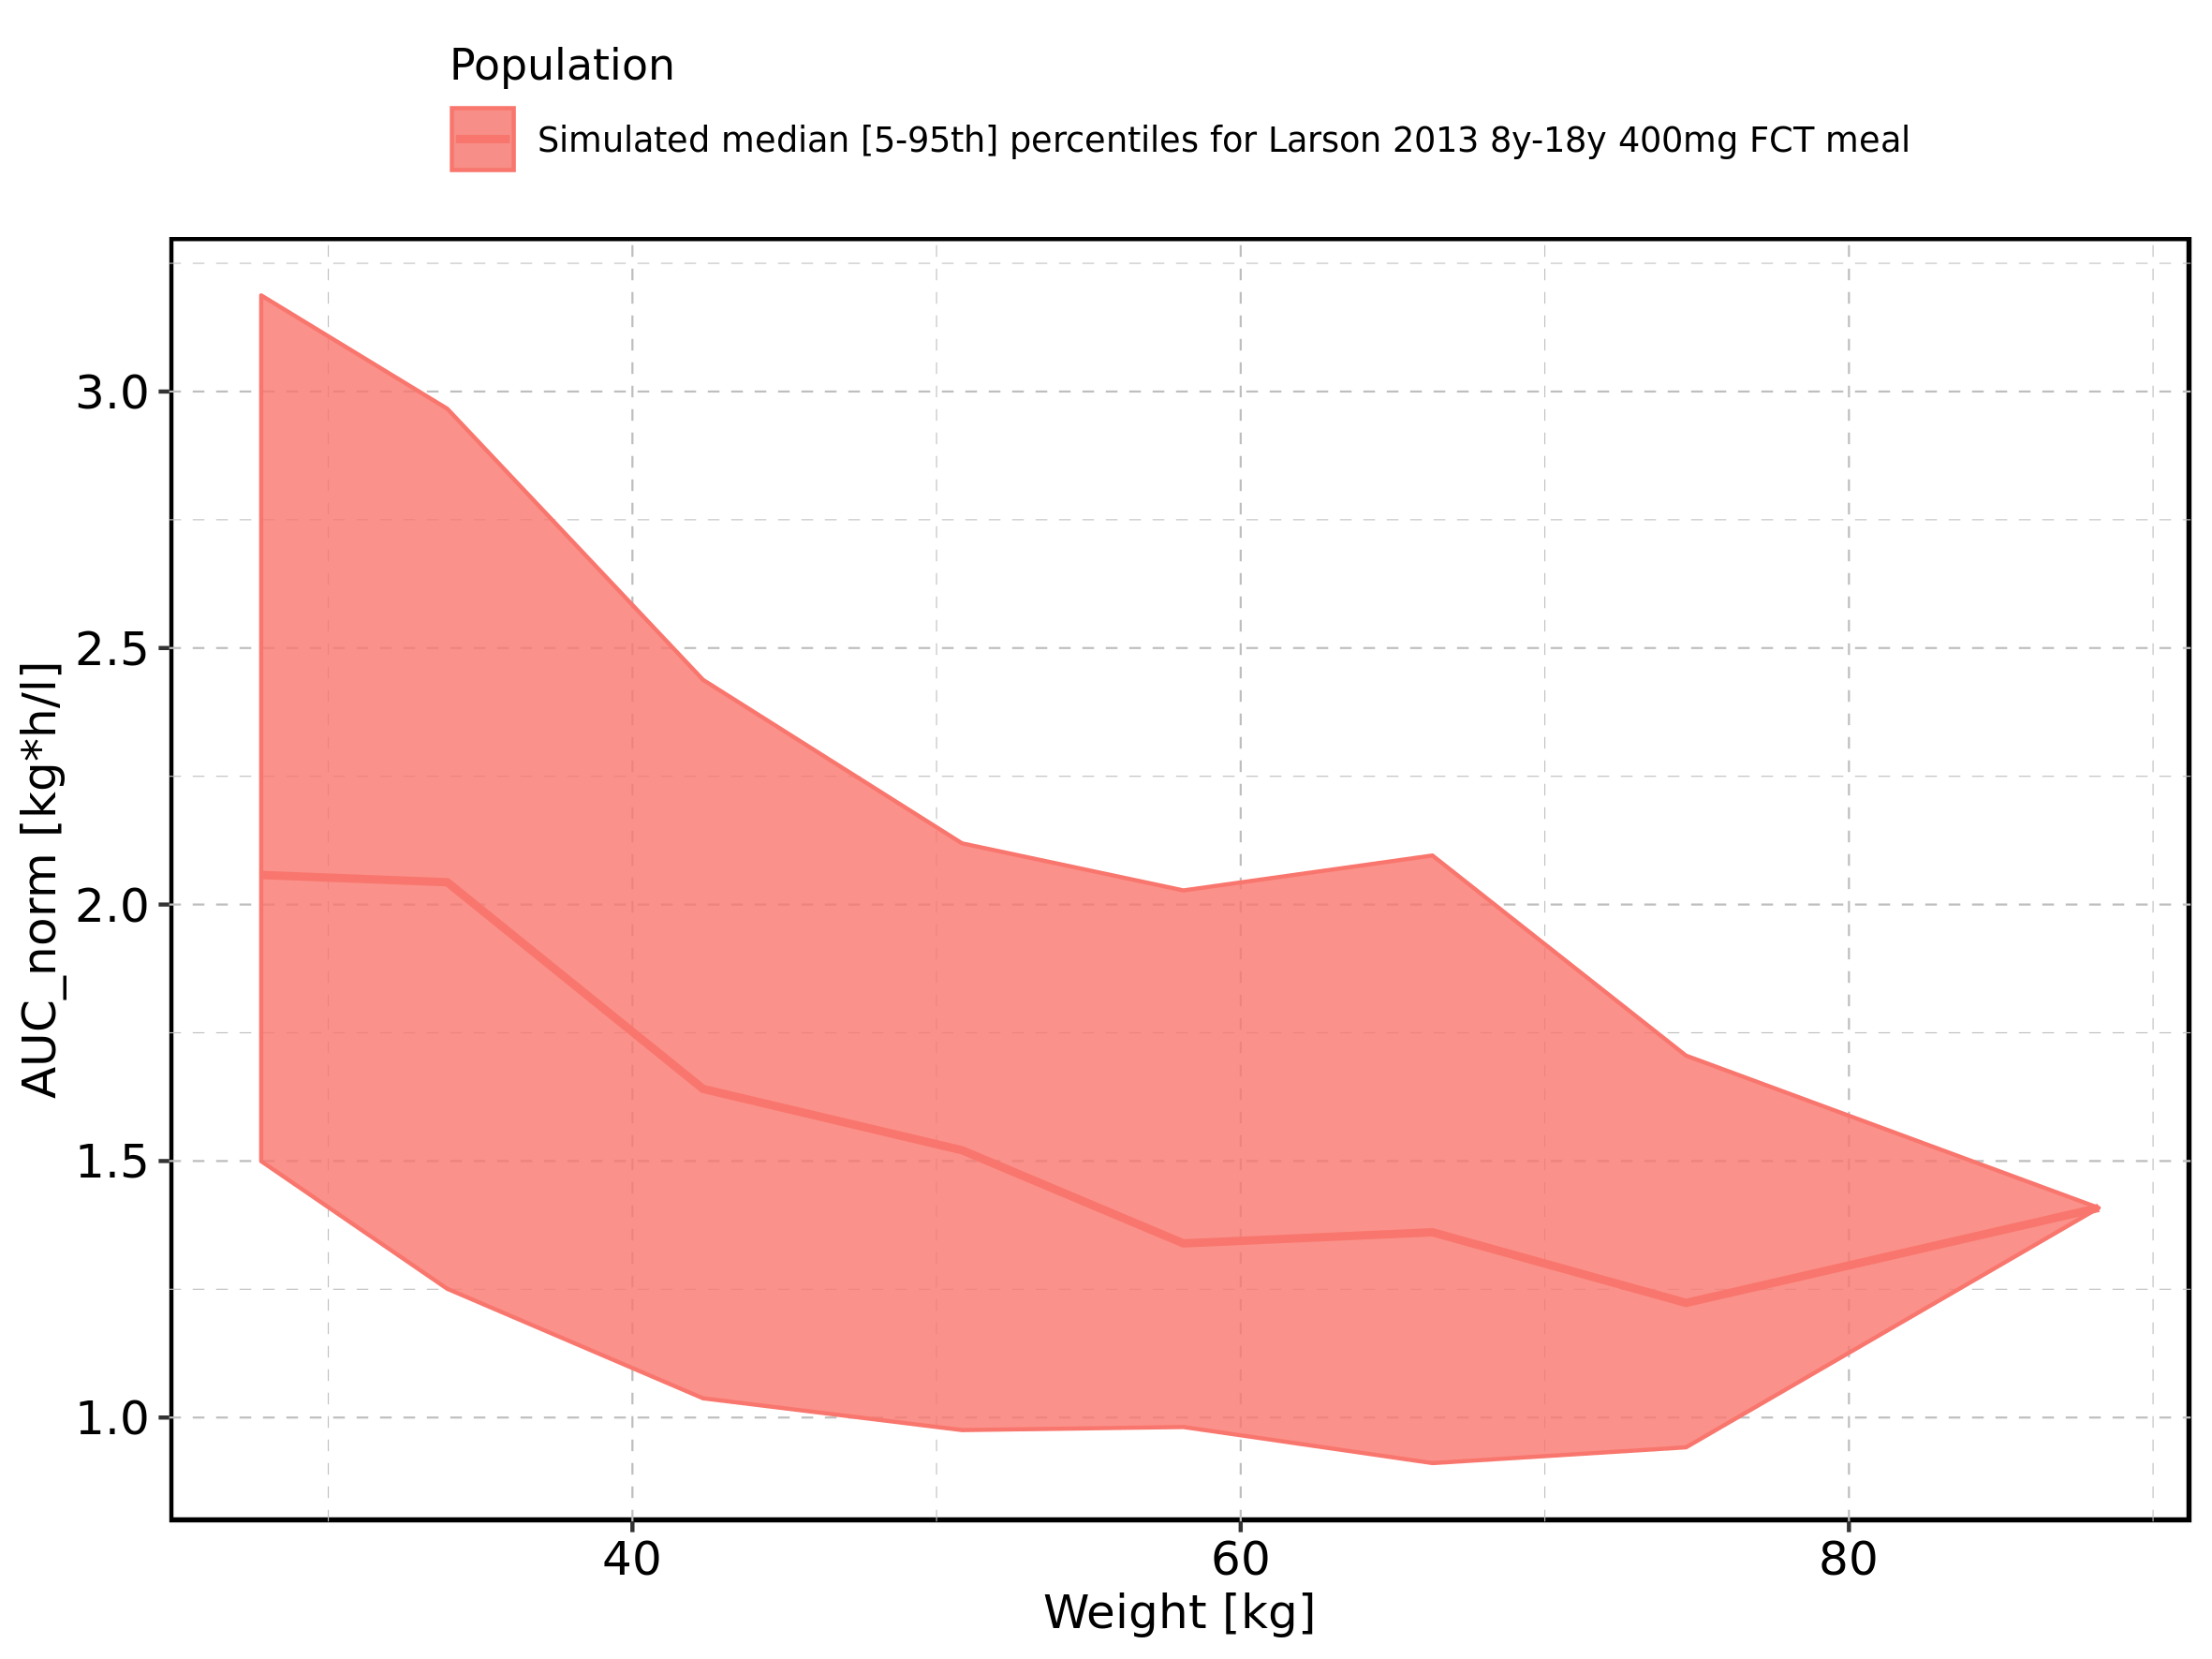 Population
Simulated median [5-95th] percentiles for Larson 2013 8y-18y 400mg FCT meal
AUC_norm [kg*h/l]
3.0
2.5
2.0
1.5
1.0
40 60 80
Weight [kg]